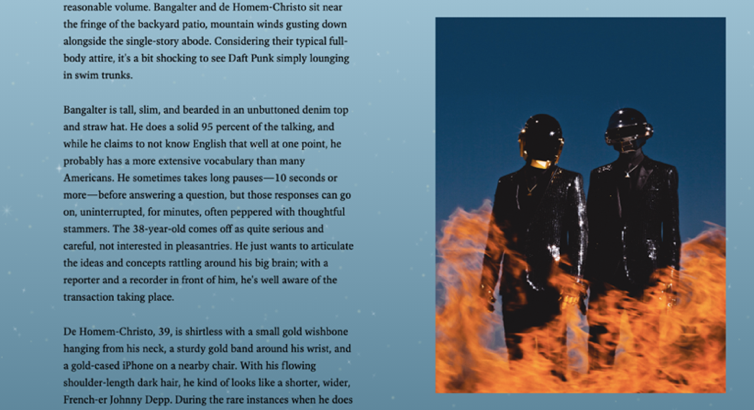 reasonable volume. Bangalter and de Homem-Christo sit near
the fringe of the backyard patio, mountain winds gusting down
alongside the single-story abode. Considering their typical full-
body attire, it's a bit shocking to see Daft Punk simply lounging
in swim trunks.
Bangalter is tall, slim, and bearded in an unbuttoned denim top
and straw hat. He does a solid 95 percent of the talking, and
while he claims to not know English that well at one point, he
probably has a more extensive vocabulary than many
Americans. He sometimes takes long pauses—10 seconds or
more—before answering a question, but those responses can go
on, uninterrupted, for minutes, often peppered with thoughtful
stammers. The 38-year-old comes off as quite serious and
careful, not interested in pleasantries. He just wants to articulate
the ideas and concepts rattling around his big brain; with a
reporter and a recorder in front of him, he's well aware of the
transaction taking place.
De Homem-Christo, 39, is shirtless with a small gold wishbone
hanging from his neck, a sturdy gold band around his wrist, and
a gold-cased iPhone on a nearby chair. With his flowing
shoulder-length dark hair, he kind of looks like a shorter, wider,
French-er Johnny Depp. During the rare instances when he does